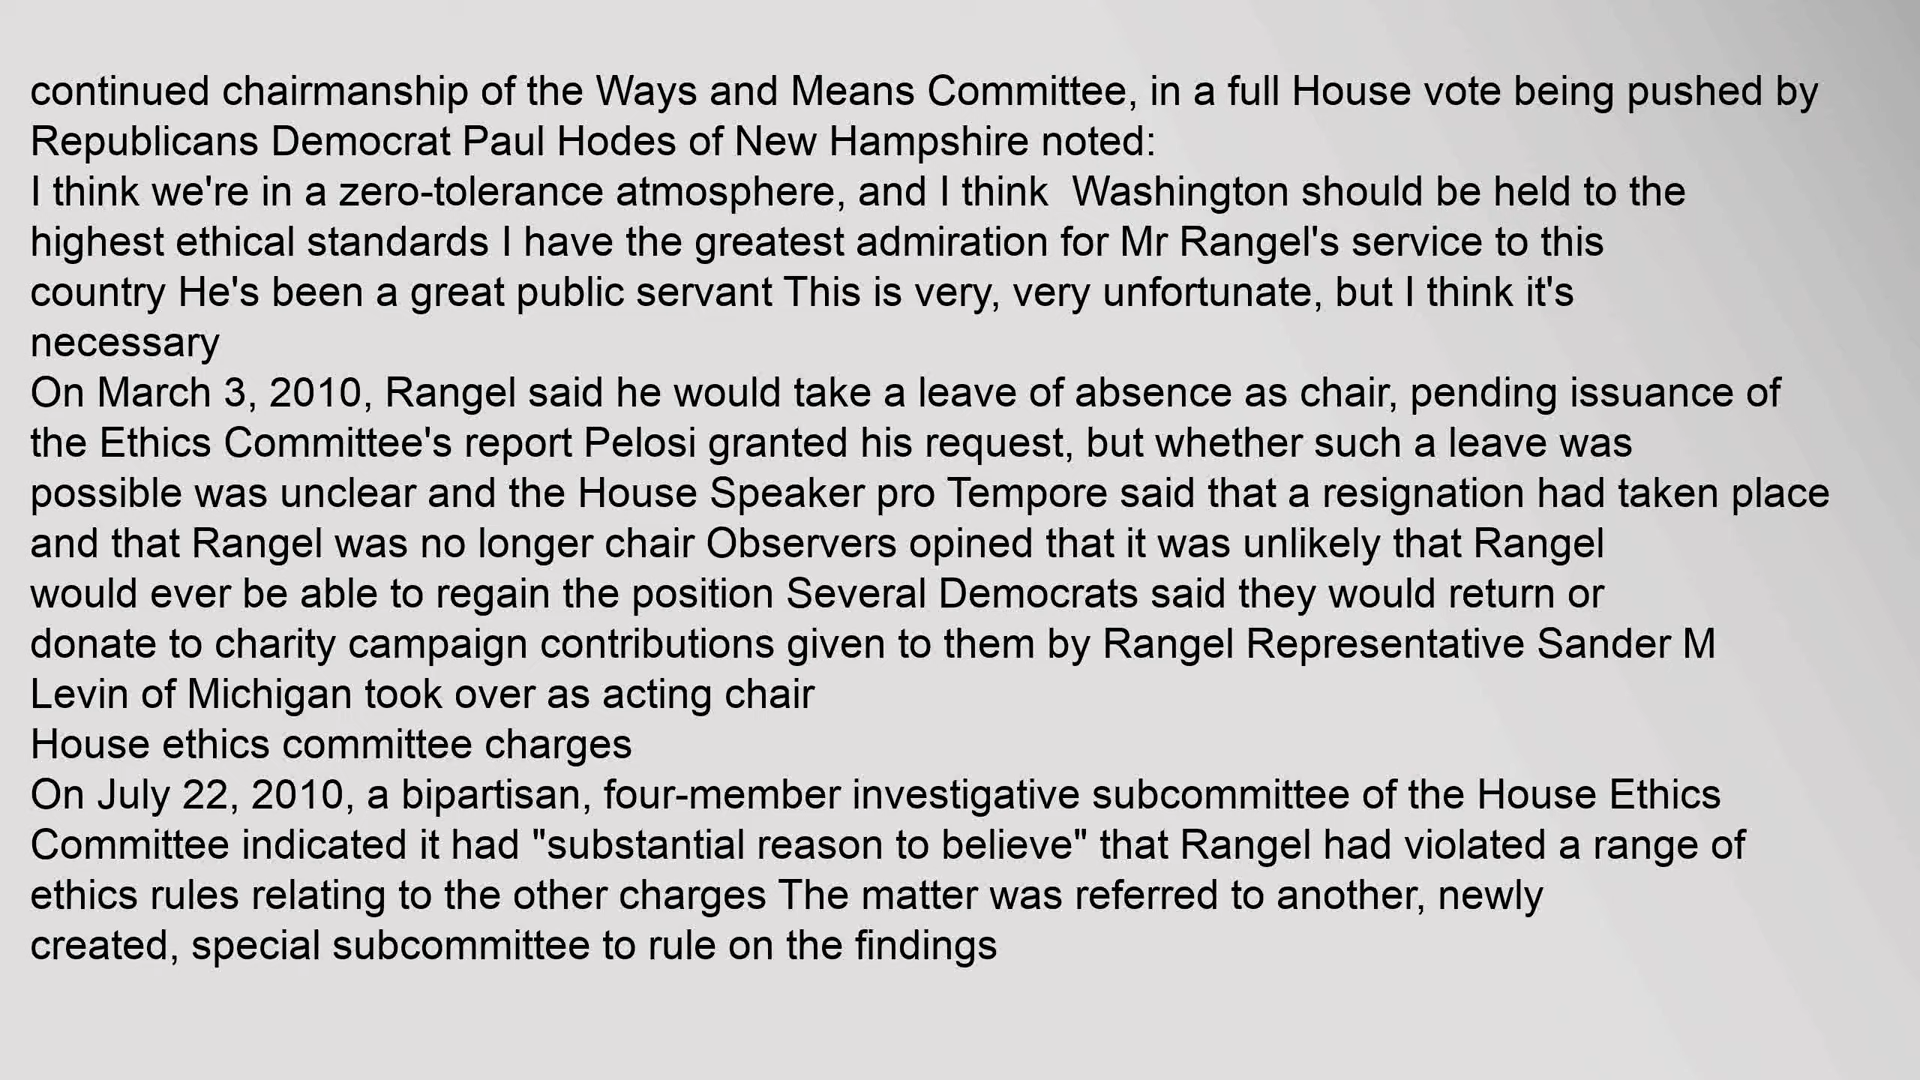 continued chairmanship of the Ways and Means Committee, in a full House vote being pushed by
Republicans Democrat Paul Hodes of New Hampshire noted:
I think we're in a zero-tolerance atmosphere, and I think  Washington should be held to the
highest ethical standards I have the greatest admiration for Mr Rangel's service to this
country He's been a great public servant This is very, very unfortunate, but I think it's
necessary
On March 3, 2010, Rangel said he would take a leave of absence as chair, pending issuance of
the Ethics Committee's report Pelosi granted his request, but whether such a leave was
possible was unclear and the House Speaker pro Tempore said that a resignation had taken place
and that Rangel was no longer chair Observers opined that it was unlikely that Rangel
would ever be able to regain the position Several Democrats said they would return or
donate to charity campaign contributions given to them by Rangel Representative Sander M
Levin of Michigan took over as acting chair
House ethics committee charges
On July 22, 2010, a bipartisan, four-member investigative subcommittee of the House Ethics
Committee indicated it had "substantial reason to believe" that Rangel had violated a range of
ethics rules relating to the other charges The matter was referred to another, newly
created, special subcommittee to rule on the findings